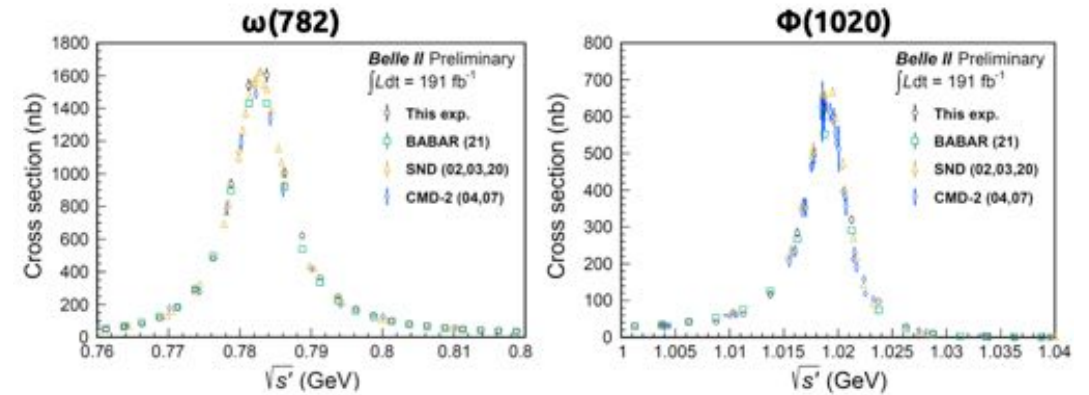 ω(782)
1800
1600
1400
1200
1000
800
600
400
200
0
Cross section (nb)
Belle II Preliminary
∫Ldt = 191 fb⁻¹
This exp.
BABAR (21)
SND (02,03,20)
CMD-2 (04,07)
0.76 0.77 0.78 0.79 0.8 0.81 0.8
√s′ (GeV)
Φ(1020)
800
700
600
500
400
300
200
100
0
Cross section (nb)
Belle II Preliminary
∫Ldt = 191 fb⁻¹
This exp.
BABAR (21)
SND (02,03,20)
CMD-2 (04,07)
1 1.005 1.01 1.015 1.020 1.025 1.03 1.035 1.04
√s′ (GeV)